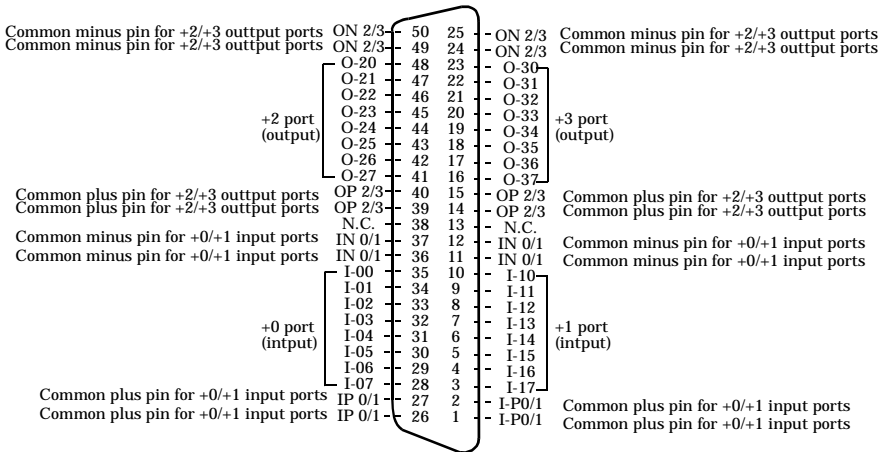 Common minus pin for +2/+3 outtput ports ON 2/3 50 25 ON 2/3 Common minus pin for +2/+3 outtput ports
Common minus pin for +2/+3 outtput ports ON 2/3 49 24 ON 2/3 Common minus pin for +2/+3 outtput ports
O-20 48 23 O-30
O-21 47 22 O-31
O-22 46 21 O-32
+2 port O-23 45 20 O-33 +3 port
(output) O-24 44 19 O-34 (output)
O-25 43 18 O-35
O-26 42 17 O-36
O-27 41 16 O-37
Common plus pin for +2/+3 outtput ports OP 2/3 40 15 OP 2/3 Common plus pin for +2/+3 outtput ports
Common plus pin for +2/+3 outtput ports OP 2/3 39 14 OP 2/3 Common plus pin for +2/+3 outtput ports
N.C. 38 13 N.C.
Common minus pin for +0/+1 input ports IN 0/1 37 12 IN 0/1 Common minus pin for +0/+1 input ports
Common minus pin for +0/+1 input ports IN 0/1 36 11 IN 0/1 Common minus pin for +0/+1 input ports
I-00 35 10 I-10
I-01 34 9 I-11
I-02 33 8 I-12
+0 port I-03 32 7 I-13 +1 port
(intput) I-04 31 6 I-14 (intput)
I-05 30 5 I-15
I-06 29 4 I-16
I-07 28 3 I-17
Common plus pin for +0/+1 input ports IP 0/1 27 2 I-P0/1 Common plus pin for +0/+1 input ports
Common plus pin for +0/+1 input ports IP 0/1 26 1 I-P0/1 Common plus pin for +0/+1 input ports